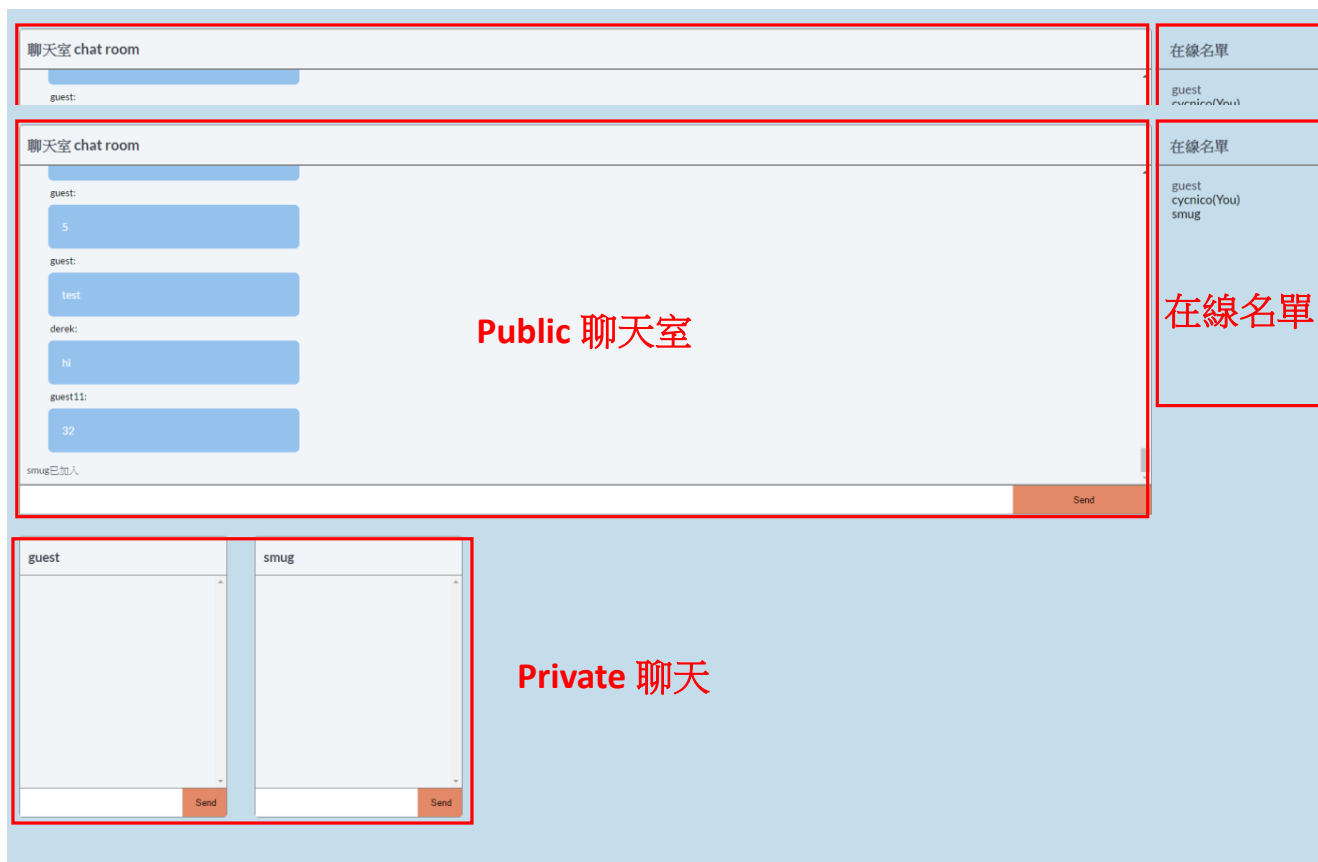 聊天室 chat room
在線名單
guest:
guest
cycnico(You)
聊天室 chat room
在線名單
guest:
guest
cycnico(You)
smug
5
guest:
test
derek:
hi
Public 聊天室
在線名單
guest11:
32
smug已加入
Send
guest
smug
Private 聊天
Send
Send